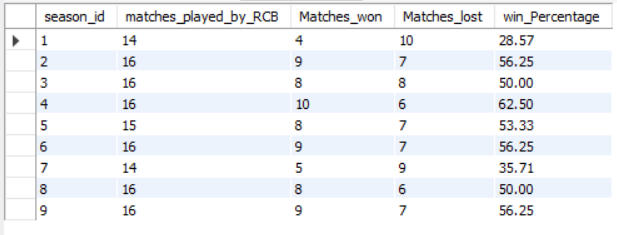 season_id matches_played_by_RCB Matches_won Matches_lost win_Percentage
1 14 4 10 28.57
2 16 9 7 56.25
3 16 8 8 50.00
4 16 10 6 62.50
5 15 8 7 53.33
6 16 9 7 56.25
7 14 5 9 35.71
8 16 8 6 50.00
9 16 9 7 56.25